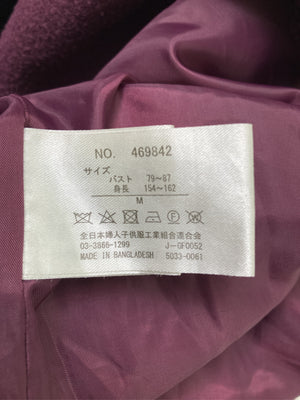 NO. 469842
サイズ
バスト 79~87
身長 154~162
M
全日本婦人子供服工業組合連合会
03-3866-1299 J-GF0052
MADE IN BANGLADESH 5033-0061